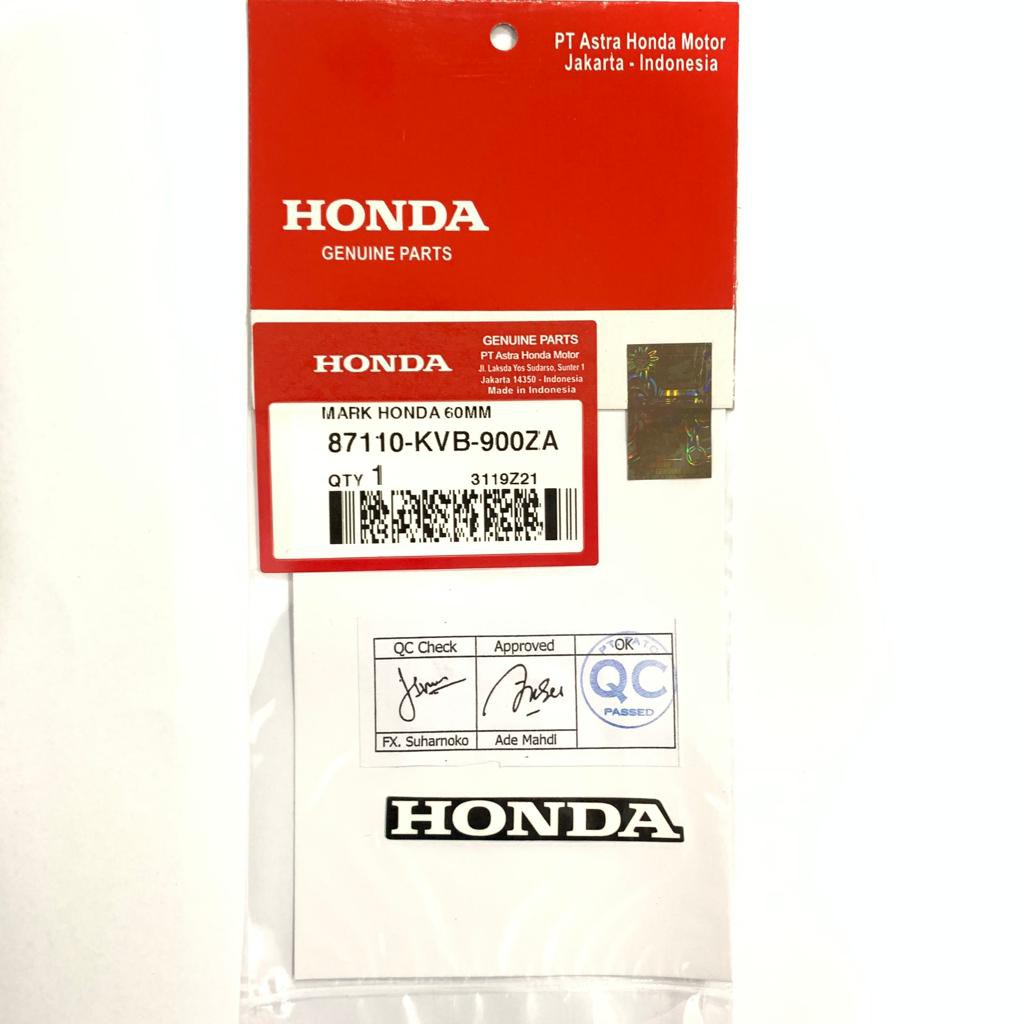 PT Astra Honda Motor
Jakarta - Indonesia
HONDA
GENUINE PARTS
HONDA
GENUINE PARTS
PT Astra Honda Motor
Jl. Laksda Yos Sudarso, Sunter 1
Jakarta 14350 - Indonesia
Made in Indonesia
MARK HONDA 60MM
87110-KVB-900ZA
QTY 1 3119Z21
QC Check Approved OK
QC
PASSED
FX. Suharnoko Ade Mahdi
HONDA